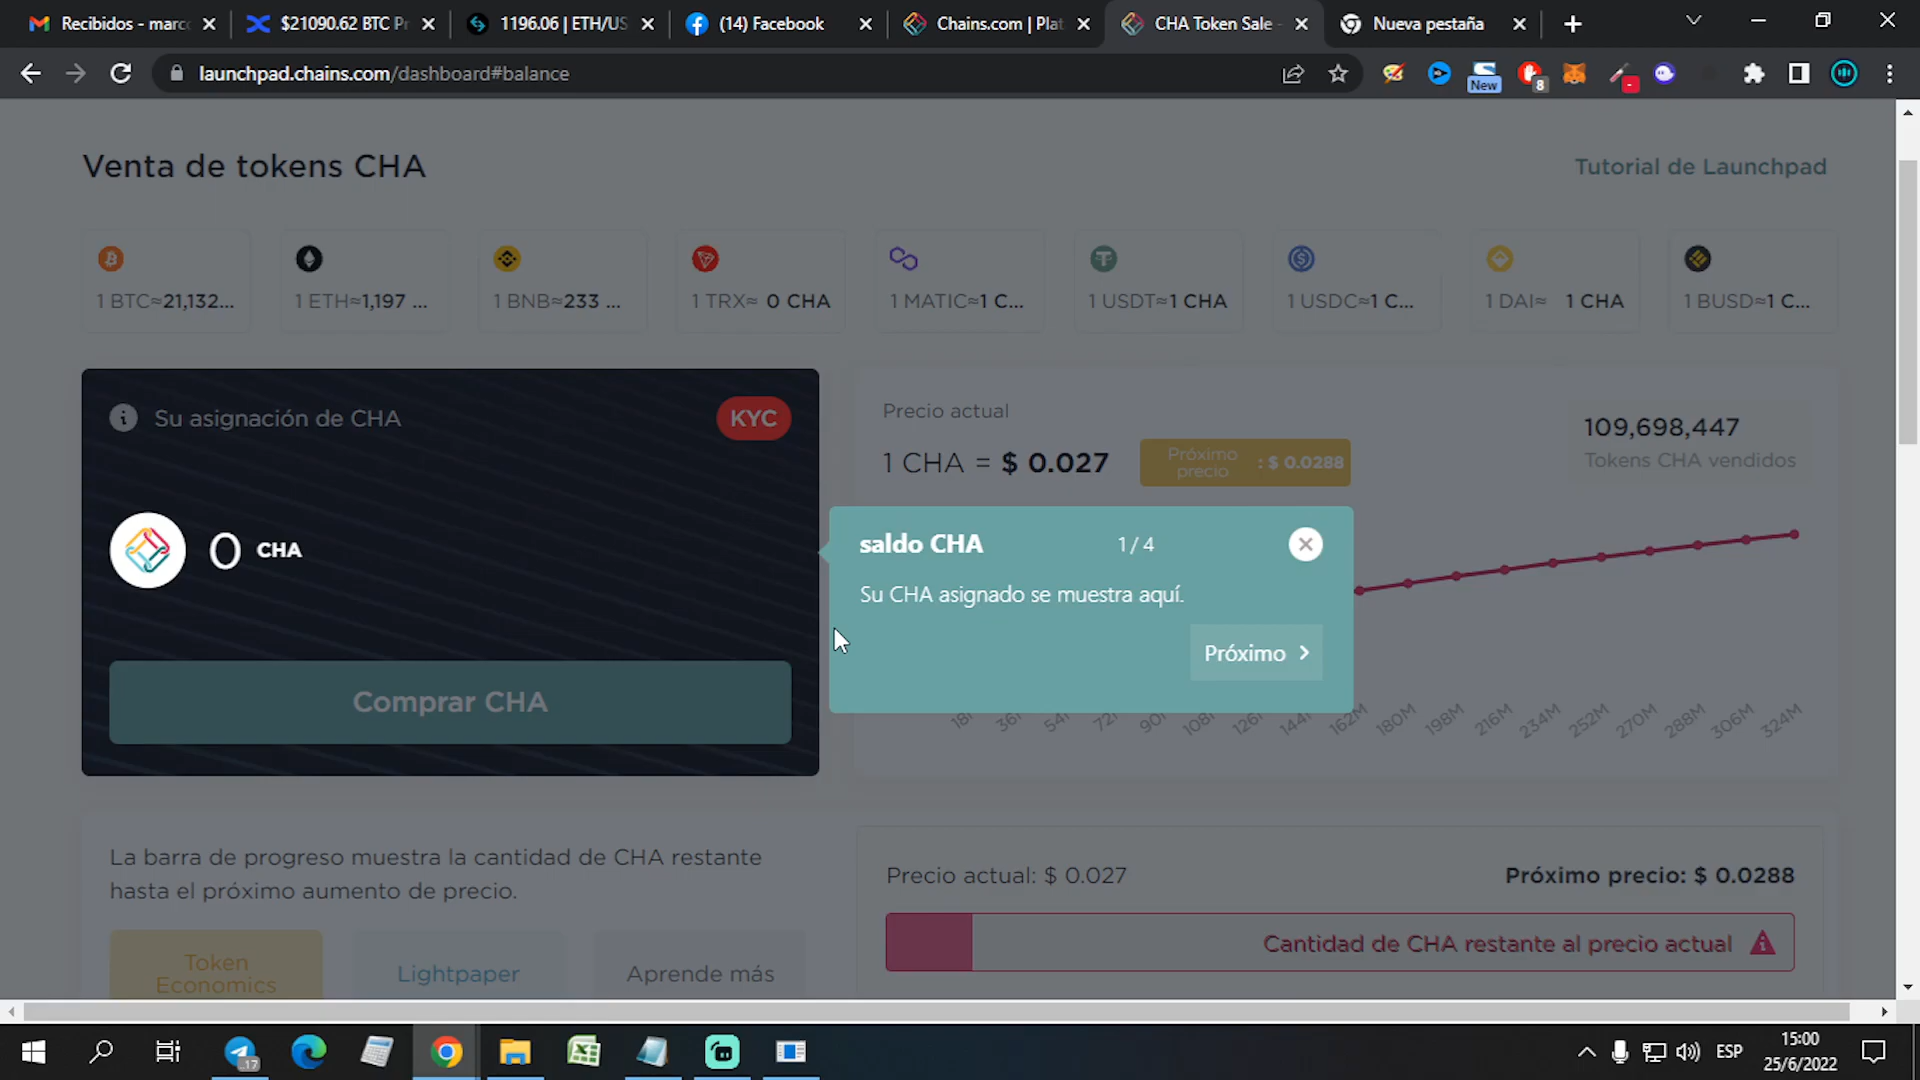 Recibidos - marc
$21090.62 BTC Pr
1196.06 | ETH/US
(14) Facebook
Chains.com | Plat
CHA Token Sale -
Nueva pestaña
launchpad.chains.com/dashboard#balance
New
8
Venta de tokens CHA
Tutorial de Launchpad
1 BTC≈21,132...
1 ETH≈1,197 ...
1 BNB≈233 ...
1 TRX≈ 0 CHA
1 MATIC≈1 C...
1 USDT≈1 CHA
1 USDC≈1 C...
1 DAI≈ 1 CHA
1 BUSD≈1 C...
Su asignación de CHA
KYC
0 CHA
Comprar CHA
Precio actual
1 CHA = $ 0.027
Próximo precio : $ 0.0288
109,698,447
Tokens CHA vendidos
saldo CHA
1 / 4
Su CHA asignado se muestra aquí.
Próximo
162M 180M 198M 216M 234M 252M 270M 288M 306M 324M
La barra de progreso muestra la cantidad de CHA restante
hasta el próximo aumento de precio.
Token
Economics
Lightpaper
Aprende más
Precio actual: $ 0.027
Próximo precio: $ 0.0288
Cantidad de CHA restante al precio actual
17
ESP
15:00
25/6/2022